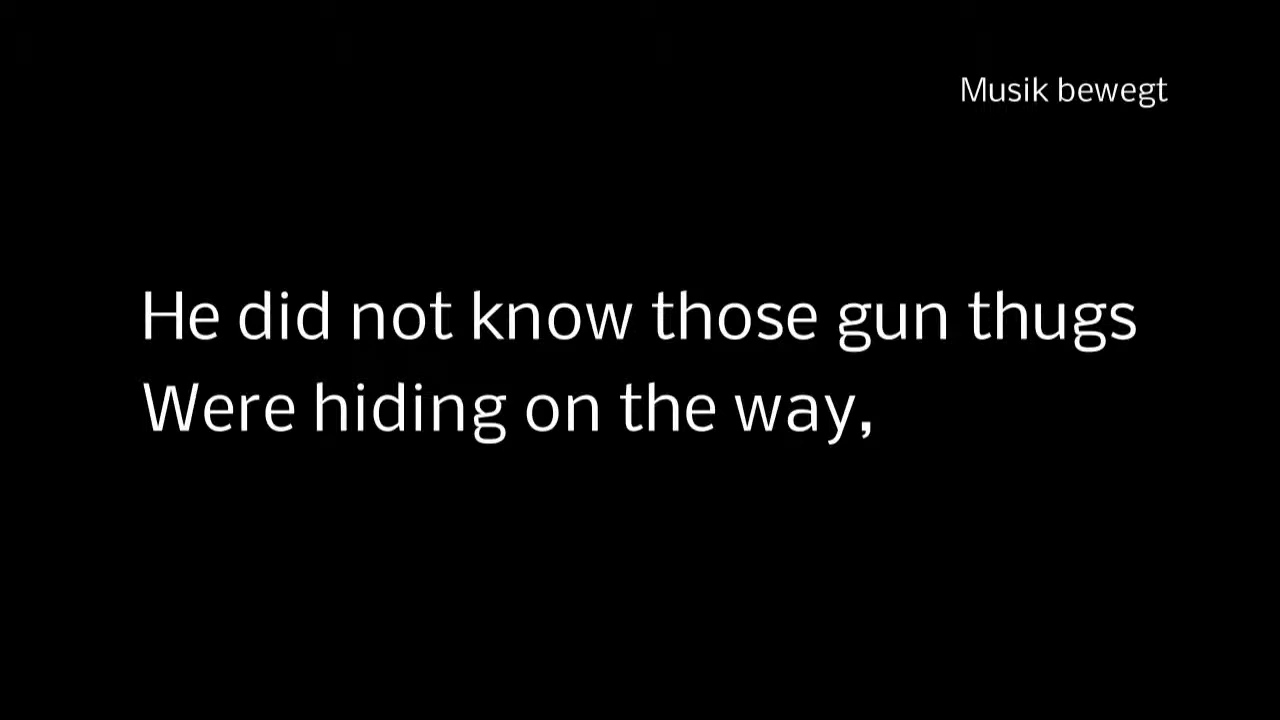 Musik bewegt
He did not know those gun thugs
Were hiding on the way,